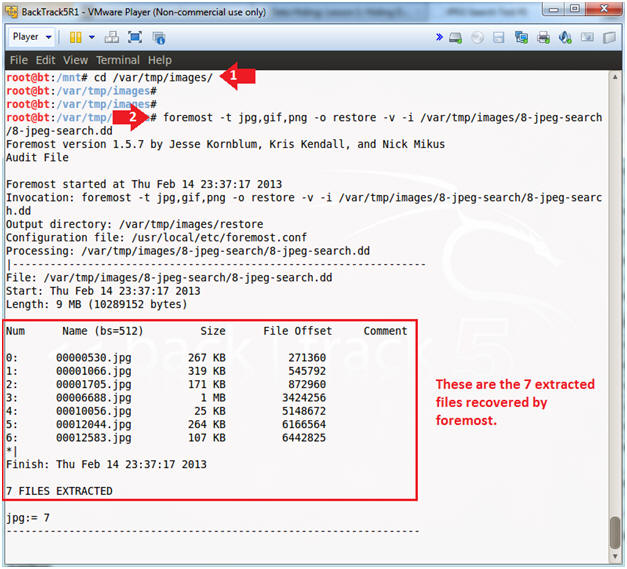 BackTrack5R1 - VMware Player (Non-commercial use only)
Player
File Edit View Terminal Help
root@bt:/mnt# cd /var/tmp/images/
1
root@bt:/var/tmp/images#
root@bt:/var/tmp/images#
root@bt:/var/tmp/ # foremost -t jpg,gif,png -o restore -v -i /var/tmp/images/8-jpeg-search
2
/8-jpeg-search.dd
Foremost version 1.5.7 by Jesse Kornblum, Kris Kendall, and Nick Mikus
Audit File
Foremost started at Thu Feb 14 23:37:17 2013
Invocation: foremost -t jpg,gif,png -o restore -v -i /var/tmp/images/8-jpeg-search/8-jpeg-searc
h.dd
Output directory: /var/tmp/images/restore
Configuration file: /usr/local/etc/foremost.conf
Processing: /var/tmp/images/8-jpeg-search/8-jpeg-search.dd
|------------------------------------------------------------------
File: /var/tmp/images/8-jpeg-search/8-jpeg-search.dd
Start: Thu Feb 14 23:37:17 2013
Length: 9 MB (10289152 bytes)
Num Name (bs=512) Size File Offset Comment
0: 00000530.jpg 267 KB 271360
1: 00001066.jpg 319 KB 545792
2: 00001705.jpg 171 KB 872960
3: 00006688.jpg 1 MB 3424256
4: 00010056.jpg 25 KB 5148672
5: 00012044.jpg 264 KB 6166564
6: 00012583.jpg 107 KB 6442825
*|
Finish: Thu Feb 14 23:37:17 2013
7 FILES EXTRACTED
jpg:= 7
------------------------------------------------------------------
These are the 7 extracted
files recovered by
foremost.
<< back | track 5